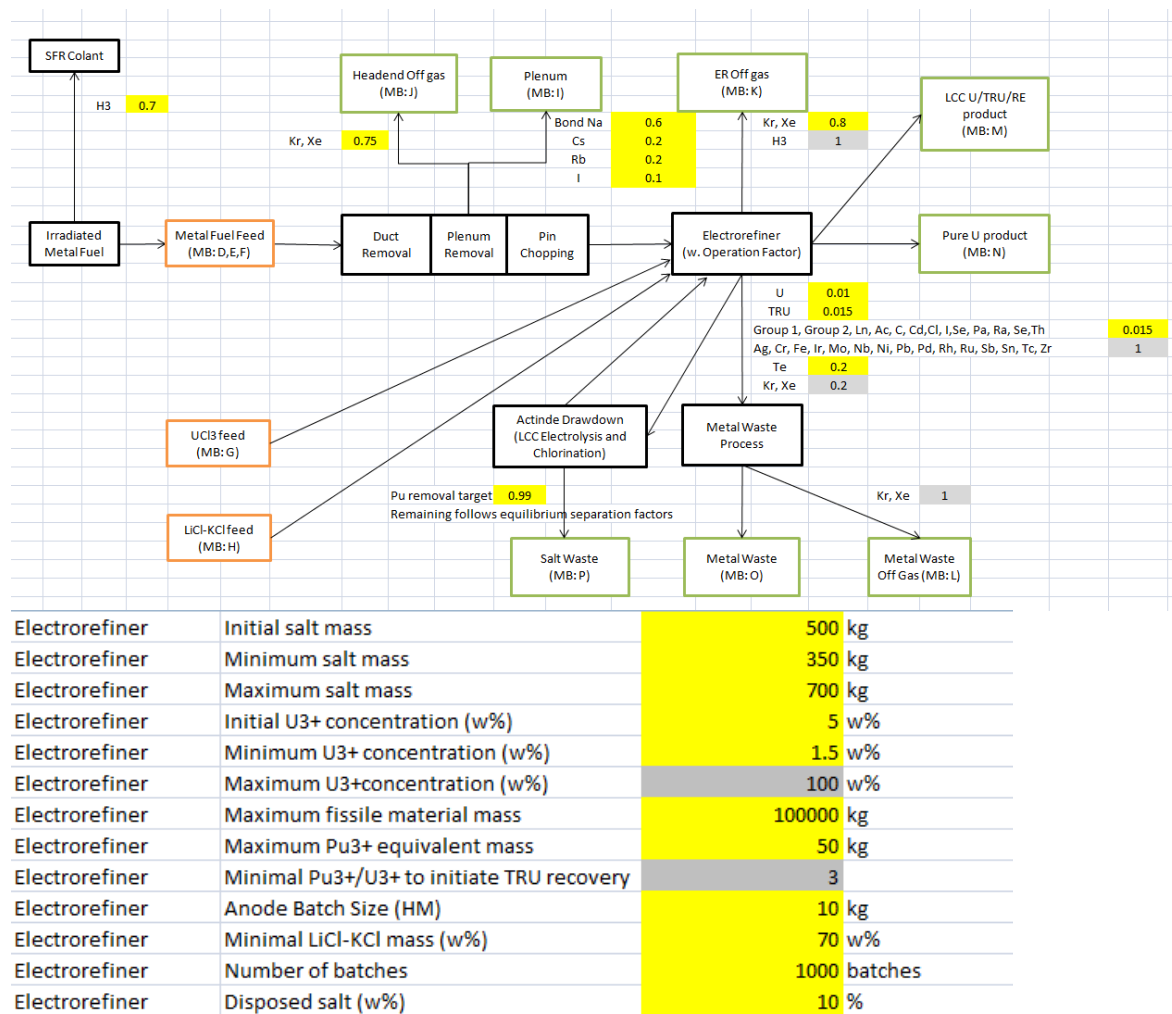 SFR Colant
H3 0.7
Headend Off gas
(MB: J)
Plenum
(MB: I)
ER Off gas
(MB: K)
LCC U/TRU/RE
product
(MB: M)
Kr, Xe 0.75
Bond Na 0.6
Cs 0.2
Rb 0.2
I 0.1
Kr, Xe 0.8
H3 1
Irradiated
Metal Fuel
Metal Fuel Feed
(MB: D,E,F)
Duct
Removal
Plenum
Removal
Pin
Chopping
Electrorefiner
(w. Operation Factor)
Pure U product
(MB: N)
U 0.01
TRU 0.015
Group 1, Group 2, Ln, Ac, C, Cd,Cl, I,Se, Pa, Ra, Se,Th 0.015
Ag, Cr, Fe, Ir, Mo, Nb, Ni, Pb, Pd, Rh, Ru, Sb, Sn, Tc, Zr 1
Te 0.2
Kr, Xe 0.2
UCl3 feed
(MB: G)
Actinde Drawdown
(LCC Electrolysis and
Chlorination)
Metal Waste
Process
Pu removal target 0.99
Remaining follows equilibrium separation factors
Kr, Xe 1
LiCl-KCl feed
(MB: H)
Salt Waste
(MB: P)
Metal Waste
(MB: O)
Metal Waste
Off Gas (MB: L)
Electrorefiner Initial salt mass 500 kg
Electrorefiner Minimum salt mass 350 kg
Electrorefiner Maximum salt mass 700 kg
Electrorefiner Initial U3+ concentration (w%) 5 w%
Electrorefiner Minimum U3+ concentration (w%) 1.5 w%
Electrorefiner Maximum U3+concentration (w%) 100 w%
Electrorefiner Maximum fissile material mass 100000 kg
Electrorefiner Maximum Pu3+ equivalent mass 50 kg
Electrorefiner Minimal Pu3+/U3+ to initiate TRU recovery 3
Electrorefiner Anode Batch Size (HM) 10 kg
Electrorefiner Minimal LiCl-KCl mass (w%) 70 w%
Electrorefiner Number of batches 1000 batches
Electrorefiner Disposed salt (w%) 10 %